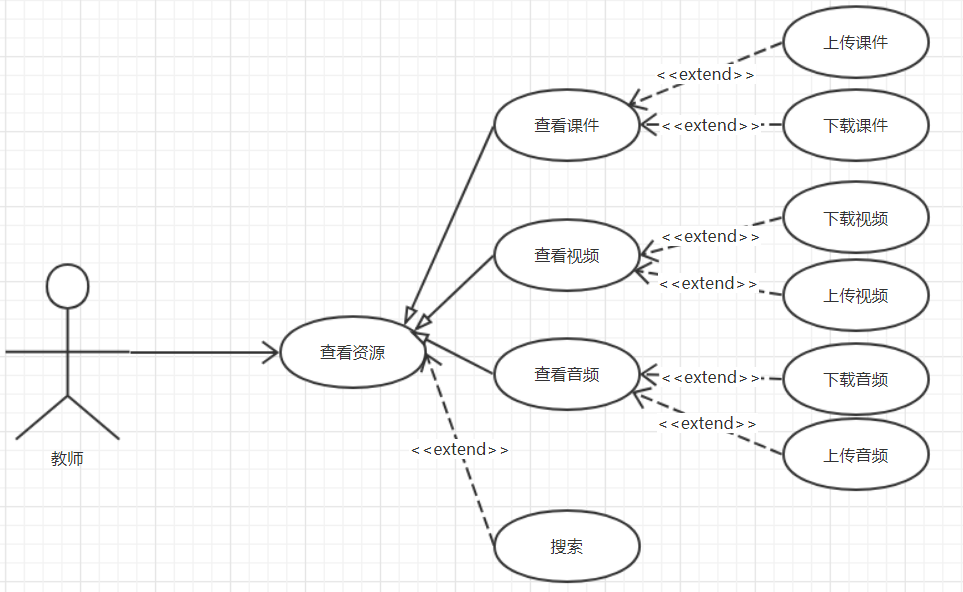 上传课件
<<extend>>
查看课件
<<extend>>
下载课件
下载视频
<<extend>>
查看视频
<<extend>>
上传视频
查看资源
查看音频
<<extend>>
下载音频
<<extend>>
上传音频
<<extend>>
教师
搜索